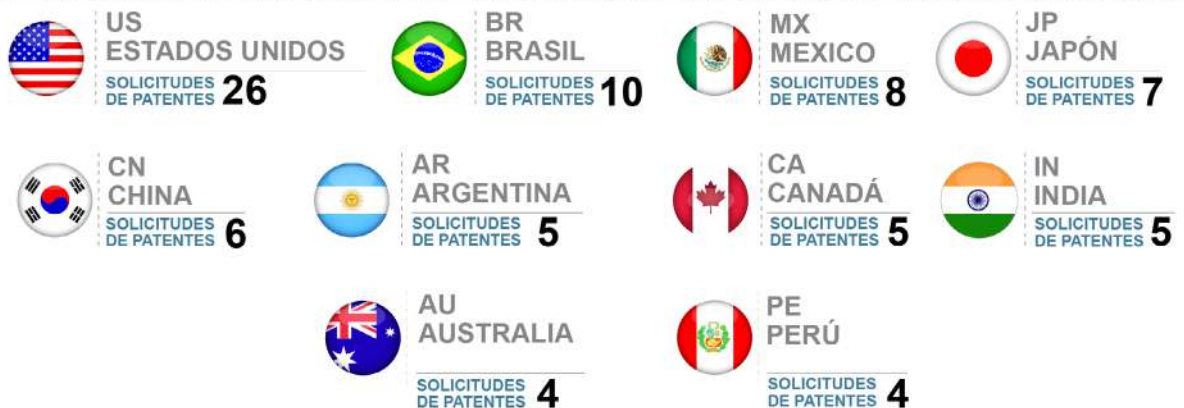 US
ESTADOS UNIDOS
SOLICITUDES
DE PATENTES 26
BR
BRASIL
SOLICITUDES
DE PATENTES 10
MX
MEXICO
SOLICITUDES
DE PATENTES 8
JP
JAPÓN
SOLICITUDES
DE PATENTES 7
CN
CHINA
SOLICITUDES
DE PATENTES 6
AR
ARGENTINA
SOLICITUDES
DE PATENTES 5
CA
CANADÁ
SOLICITUDES
DE PATENTES 5
IN
INDIA
SOLICITUDES
DE PATENTES 5
AU
AUSTRALIA
SOLICITUDES
DE PATENTES 4
PE
PERÚ
SOLICITUDES
DE PATENTES 4